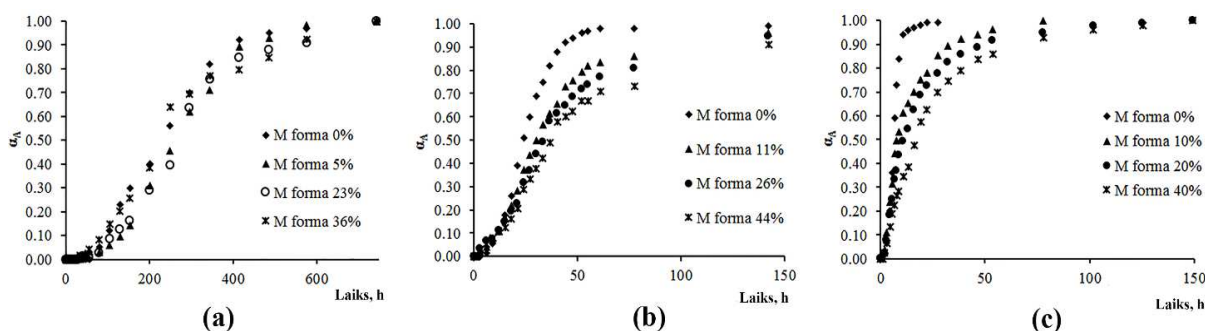 1.00
0.90
0.80
0.70
0.60
0.50
0.40
0.30
0.20
0.10
0.00
αA
M forma 0%
M forma 5%
M forma 23%
M forma 36%
0 200 400 600
Laiks, h
(a)
1.00
0.90
0.80
0.70
0.60
0.50
0.40
0.30
0.20
0.10
0.00
αA
M forma 0%
M forma 11%
M forma 26%
M forma 44%
0 50 100 150
Laiks, h
(b)
1.00
0.90
0.80
0.70
0.60
0.50
0.40
0.30
0.20
0.10
0.00
αA
M forma 0%
M forma 10%
M forma 20%
M forma 40%
0 50 100 150
Laiks, h
(c)